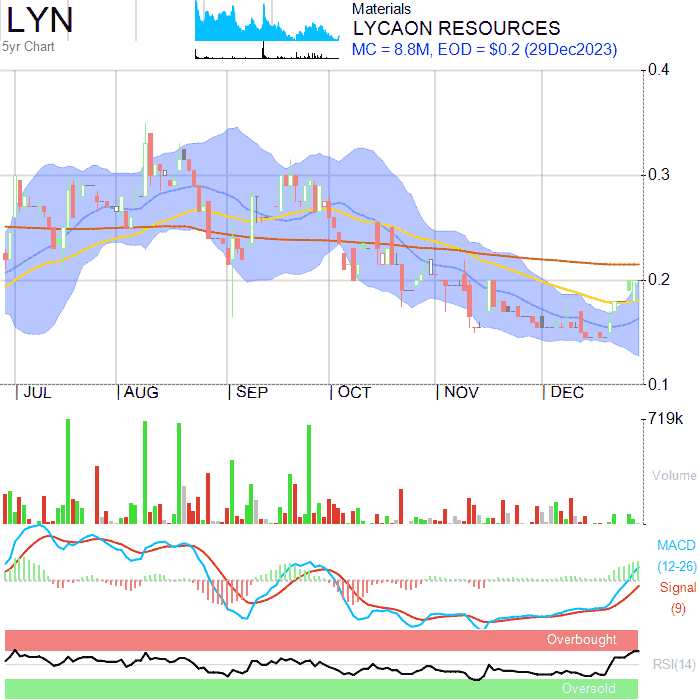 LYN
5yr Chart
Materials
LYCAON RESOURCES
MC = 8.8M, EOD = $0.2 (29Dec2023)
0.4
0.3
0.2
0.1
JUL AUG SEP OCT NOV DEC
719k
Volume
MACD
(12-26)
Signal
(9)
Overbought
RSI(14)
Oversold